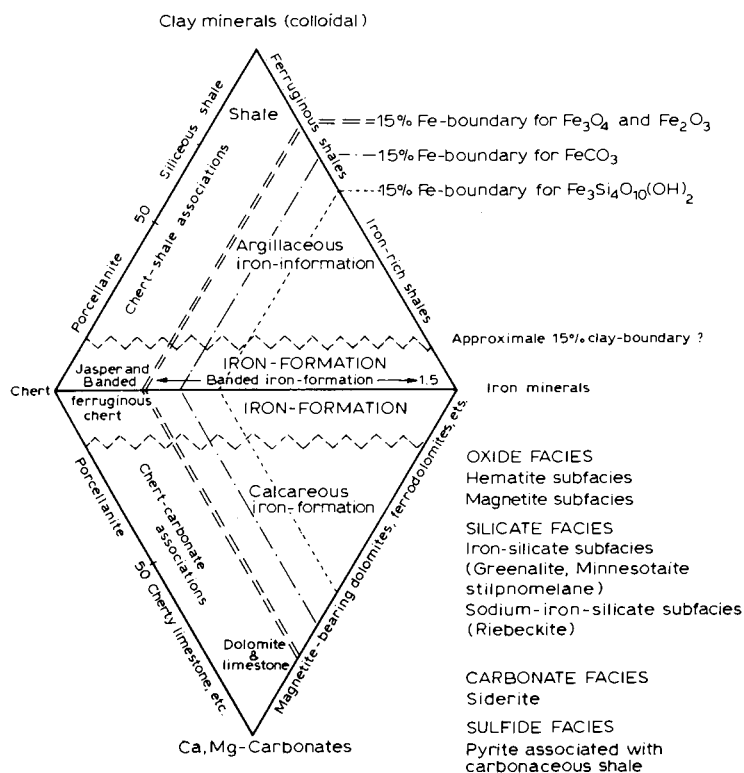 Clay minerals (colloidal)
Ferruginous shales
Siliceous shale
Shale
15% Fe-boundary for Fe₃O₄ and Fe₂O₃
15% Fe-boundary for FeCO₃
15% Fe-boundary for Fe₃Si₄O₁₀(OH)₂
50
Chert-shale associations
Argillaceous
iron-information
Iron-rich shales
Porcellanite
Approximale 15% clay-boundary ?
Jasper and
Banded
IRON-FORMATION
Banded iron-formation
1.5
Chert
Iron minerals
ferruginous
chert
IRON-FORMATION
Porcellanite
Chert-carbonate
associations
Calcareous
iron-formation
Magnetite-bearing dolomites, ferrodolomites, ets.
50
Cherty limestone, etc.
Dolomite
&
limestone
Ca, Mg-Carbonates
OXIDE FACIES
Hematite subfacies
Magnetite subfacies
SILICATE FACIES
Iron-silicate subfacies
(Greenalite, Minnesotaite
stilpnomelane)
Sodium-iron-silicate subfacies
(Riebeckite)
CARBONATE FACIES
Siderite
SULFIDE FACIES
Pyrite associated with
carbonaceous shale